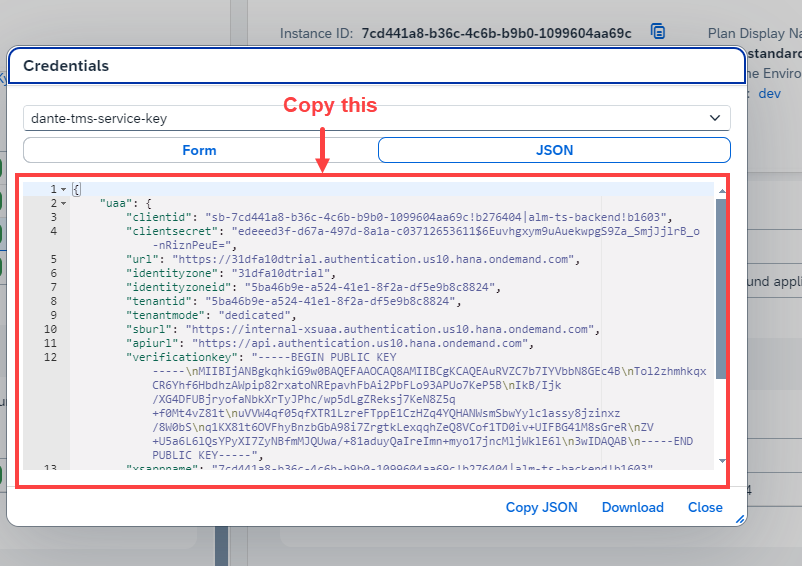 Instance ID: 7cd441a8-b36c-4c6b-b9b0-1099604aa69c Plan Display Na
standard
Credentials
ne Enviro
Ky
: dev
Copy this
dante-tms-service-key
Form JSON
1 {
2 "uaa": {
3 "clientid": "sb-7cd441a8-b36c-4c6b-b9b0-1099604aa69c!b276404|alm-ts-backend!b1603",
4 "clientsecret": "edeeed3f-d67a-497d-8a1a-c03712653611$6Euvhgxym9uAuekwpgS9Za_SmjJjlrB_o
-nRiznPeuE=",
5 "url": "https://31dfa10dtrial.authentication.us10.hana.ondemand.com",
6 "identityzone": "31dfa10dtrial",
7 "identityzoneid": "5ba46b9e-a524-41e1-8f2a-df5e9b8c8824",
8 "tenantid": "5ba46b9e-a524-41e1-8f2a-df5e9b8c8824",
9 "tenantmode": "dedicated",
10 "sburl": "https://internal-xsuaa.authentication.us10.hana.ondemand.com",
11 "apiurl": "https://api.authentication.us10.hana.ondemand.com",
12 "verificationkey": "-----BEGIN PUBLIC KEY
-----\nMIIBIjANBgkqhkiG9w0BAQEFAAOCAQ8AMIIBCgKCAQEAuRVZC7b7IYVbbN8GEc4B\nTol2zhmhkqx
CR6Yhf6HbdhzAWpip82rxatoNREpavhFbAi2PbFLo93APUo7KeP5B\nIkB/Ijk
/XG4DFUBjryofaNbkXrTyJPhc/wp5dLgZReksj7KeN8Z5q
+f0Mt4vZ81t\nuVVW4qf05qfXTR1LzreFTppE1CzHZq4YQHANWsmSbwYylc1assy8jzinxz
/8W0bS\nq1KX81t6OVFhyBnzbGbA98i7ZrgtkLexqqhZeQ8VCof1TD0iv+UIFBG41M8sGreR\nZV
+U5a6L6lQsYPyXI7ZyNBfmMJQUwa/+81aduyQaIreImn+myo17jncMljWklE6l\n3wIDAQAB\n-----END
PUBLIC KEY-----",
13 "xsappname": "7cd441a8-b36c-4c6b-b9b0-1099604aa69c!b276404|alm-ts-backend!b1603"
und appli
Copy JSON Download Close